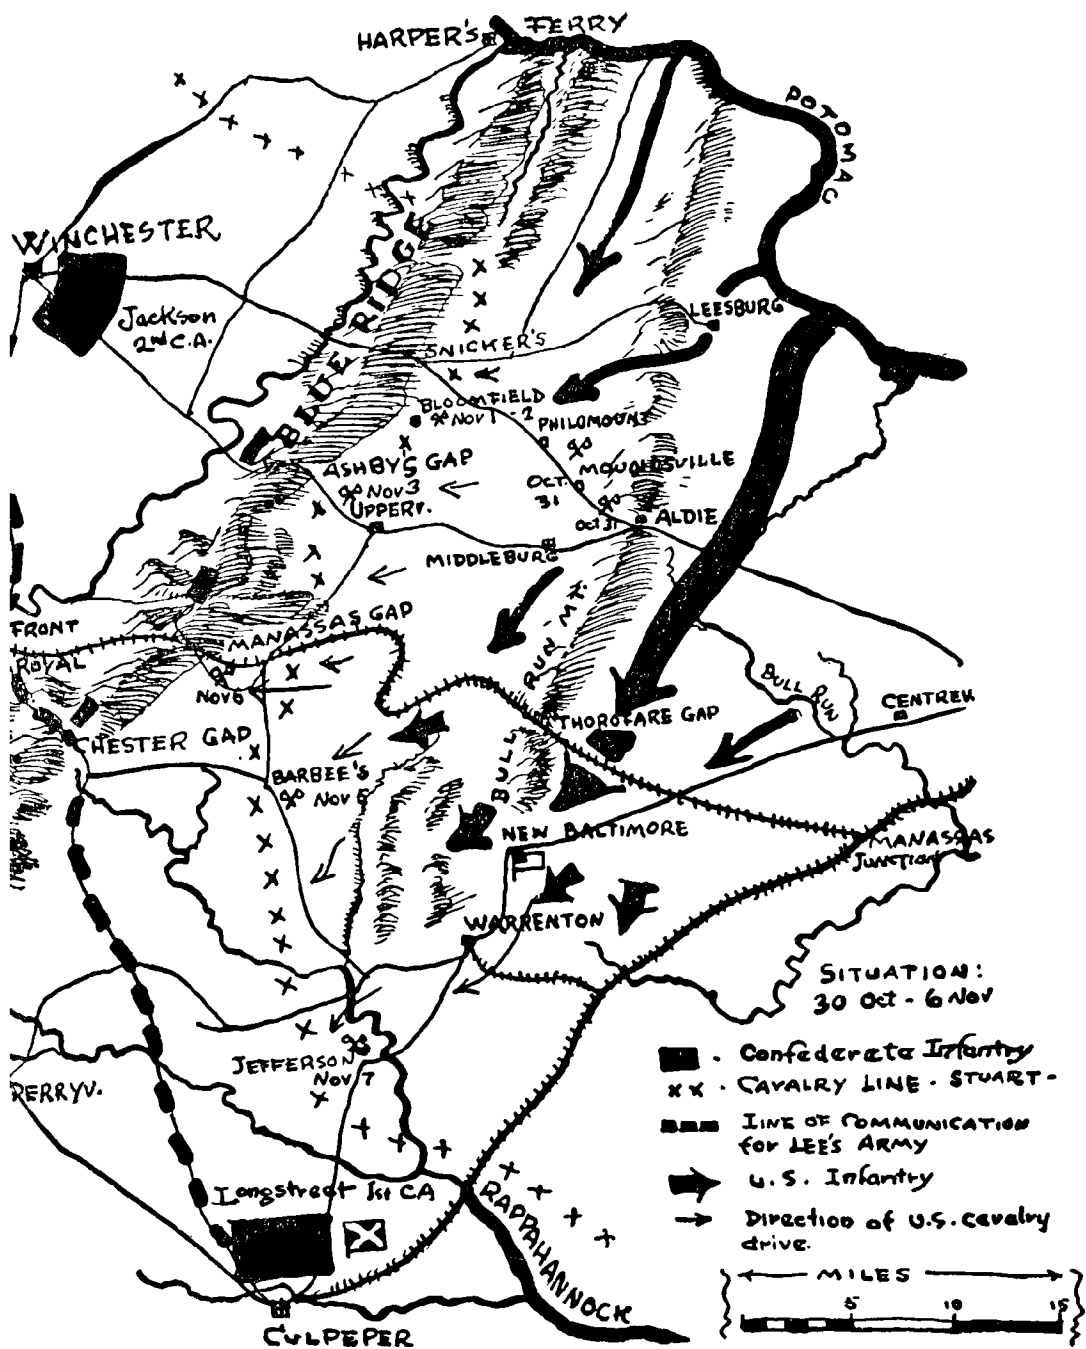 HARPER'S FERRY
POTOMAC
WINCHESTER
Jackson
2nd C.A.
BLUE RIDGE
LEESBURG
SNICKER'S
BLOOMFIELD
Nov 1-2
PHILOMOUNT
MOUNTSVILLE
ASHBY'S GAP
Nov 3
OCT.
31
UPPERV.
Oct 31
ALDIE
MIDDLEBURG
FRONT
ROYAL
MANASSAS GAP
Nov 6
BULL RUN MT.
BULL RUN
CENTREV.
THOROFARE GAP
CHESTER GAP
BARBEE'S
Nov 5
NEW BALTIMORE
MANASSAS
JUNCTION
WARRENTON
SITUATION:
30 Oct - 6 Nov
JEFFERSON
Nov 7
PERRYV.
Confederate Infantry
x x . CAVALRY LINE . STUART -
LINE OF COMMUNICATION
for LEE'S ARMY
U.S. Infantry
Direction of U.S. cavalry
drive.
Longstreet 1st CA
RAPPAHANNOCK
CULPEPER
MILES
5 10 15